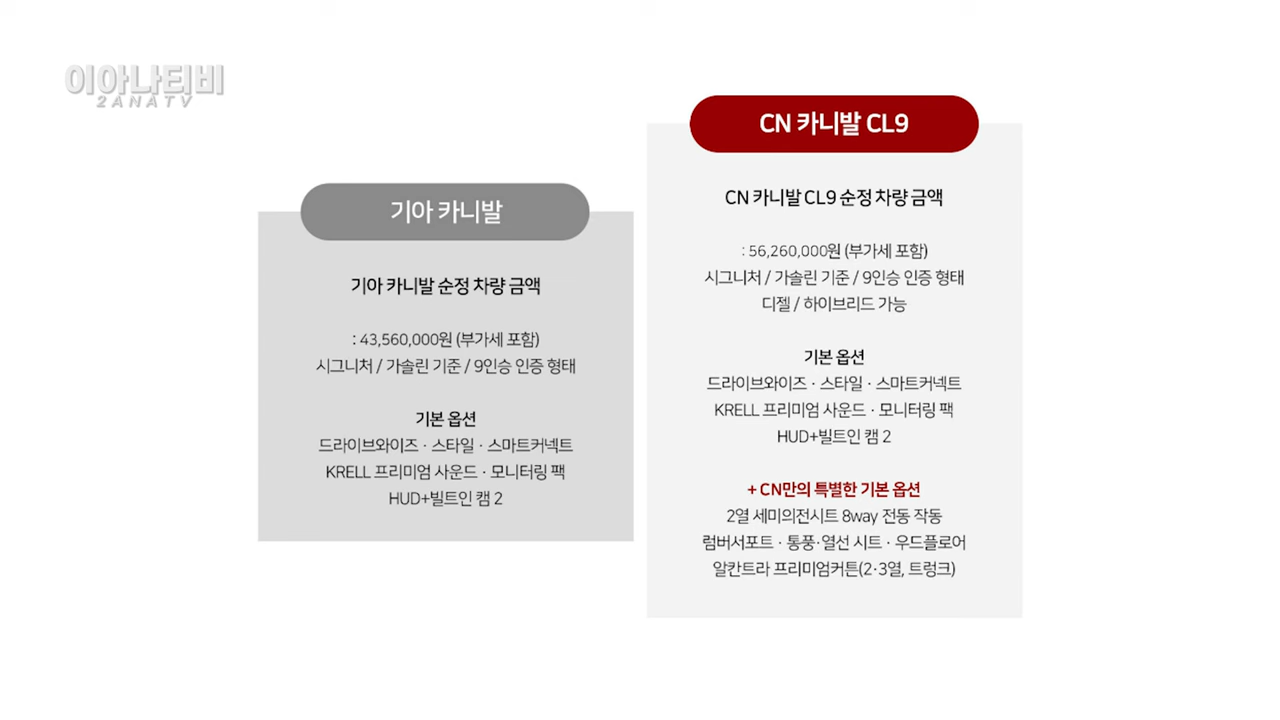 이아나티비
2ANATV
기아 카니발
기아 카니발 순정 차량 금액
: 43,560,000원 (부가세 포함)
시그니처 / 가솔린 기준 / 9인승 인증 형태
기본 옵션
드라이브와이즈 · 스타일 · 스마트커넥트
KRELL 프리미엄 사운드 · 모니터링 팩
HUD+빌트인 캠 2
CN 카니발 CL9
CN 카니발 CL9 순정 차량 금액
: 56,260,000원 (부가세 포함)
시그니처 / 가솔린 기준 / 9인승 인증 형태
디젤 / 하이브리드 가능
기본 옵션
드라이브와이즈 · 스타일 · 스마트커넥트
KRELL 프리미엄 사운드 · 모니터링 팩
HUD+빌트인 캠 2
+ CN만의 특별한 기본 옵션
2열 세미의전시트 8way 전동 작동
럼버서포트 · 통풍·열선 시트 · 우드플로어
알칸트라 프리미엄커튼(2·3열, 트렁크)